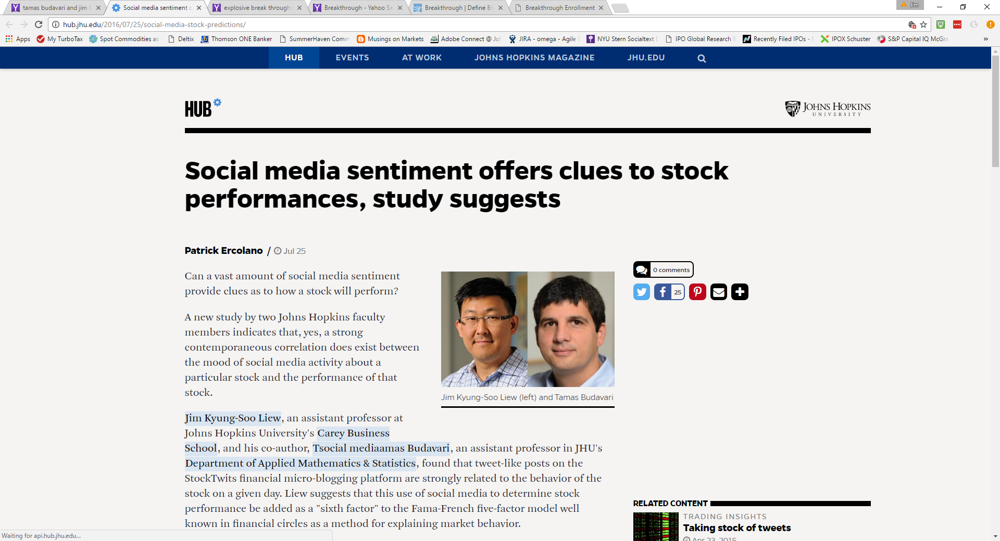 tamas budavari and jim l
Social media sentiment o
explosive break through
Breakthrough - Yahoo Se
Breakthrough | Define Br
Breakthrough Enrollment
Jim
hub.jhu.edu/2016/07/25/social-media-stock-predictions/
Apps
My TurboTax
Spot Commodities as
Deltix
Thomson ONE Banker
SummerHaven Comm
Musings on Markets
Adobe Connect @ Jo
JIRA - omega - Agile
NYU Stern Socialtext
IPO Global Research
Recently Filed IPOs -
IPOX Schuster
S&P Capital IQ McGra
»
HUB
EVENTS
AT WORK
JOHNS HOPKINS MAGAZINE
JHU.EDU
HUB
JOHNS HOPKINS
UNIVERSITY
Social media sentiment offers clues to stock
performances, study suggests
Patrick Ercolano / Jul 25
Can a vast amount of social media sentiment
provide clues as to how a stock will perform?
A new study by two Johns Hopkins faculty
members indicates that, yes, a strong
contemporaneous correlation does exist between
the mood of social media activity about a
particular stock and the performance of that
stock.
Jim Kyung-Soo Liew (left) and Tamas Budavari
Jim Kyung-Soo Liew, an assistant professor at
Johns Hopkins University's Carey Business
School, and his co-author, Tsocial mediaamas Budavari, an assistant professor in JHU's
Department of Applied Mathematics & Statistics, found that tweet-like posts on the
StockTwits financial micro-blogging platform are strongly related to the behavior of the
stock on a given day. Liew suggests that this use of social media to determine stock
performance be added as a "sixth factor" to the Fama-French five-factor model well
known in financial circles as a method for explaining market behavior.
0 comments
25
RELATED CONTENT
TRADING INSIGHTS
Taking stock of tweets
Apr 23, 2015
Waiting for api.hub.jhu.edu...